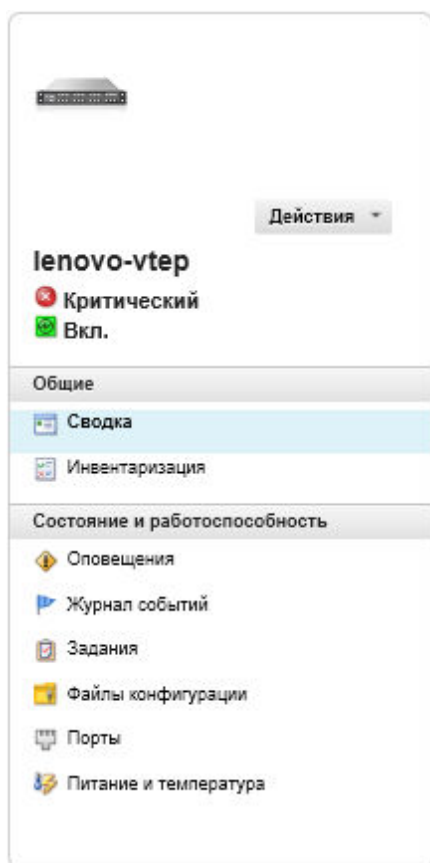 Действия
lenovo-vtep
Критический
Вкл.
Общие
Сводка
Инвентаризация
Состояние и работоспособность
Оповещения
Журнал событий
Задания
Файлы конфигурации
Порты
Питание и температура